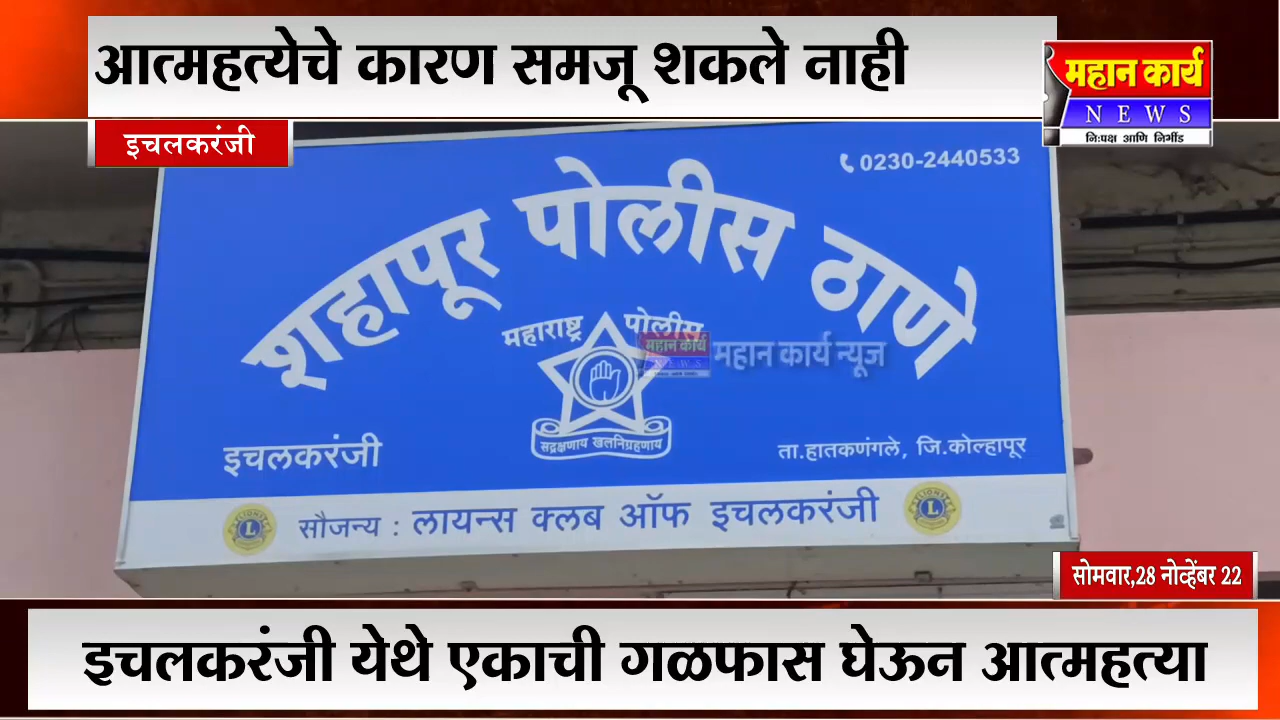 आत्महत्येचे कारण समजू शकले नाही
महान कार्य
NEWS
निःपक्ष आणि निर्भीड
इचलकरंजी
0230-2440533
शहापूर पोलीस ठाणे
महाराष्ट्र पोलीस
महान कार्य
NEWS
महान कार्य न्यूज
सद्रक्षणाय खलनिग्रहणाय
इचलकरंजी
ता.हातकणंगले, जि.कोल्हापूर
L
सौजन्य : लायन्स क्लब ऑफ इचलकरंजी
L
सोमवार,28 नोव्हेंबर 22
इचलकरंजी येथे एकाची गळफास घेऊन आत्महत्या